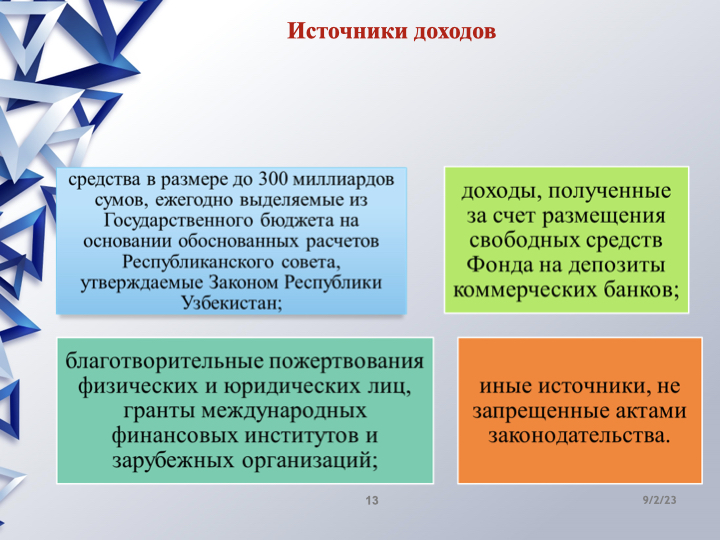 Источники доходов
средства в размере до 300 миллиардов
сумов, ежегодно выделяемые из
Государственного бюджета на
основании обоснованных расчетов
Республиканского совета,
утверждаемые Законом Республики
Узбекистан;
доходы, полученные
за счет размещения
свободных средств
Фонда на депозиты
коммерческих банков;
благотворительные пожертвования
физических и юридических лиц,
гранты международных
финансовых институтов и
зарубежных организаций;
иные источники, не
запрещенные актами
законодательства.
13
9/2/23